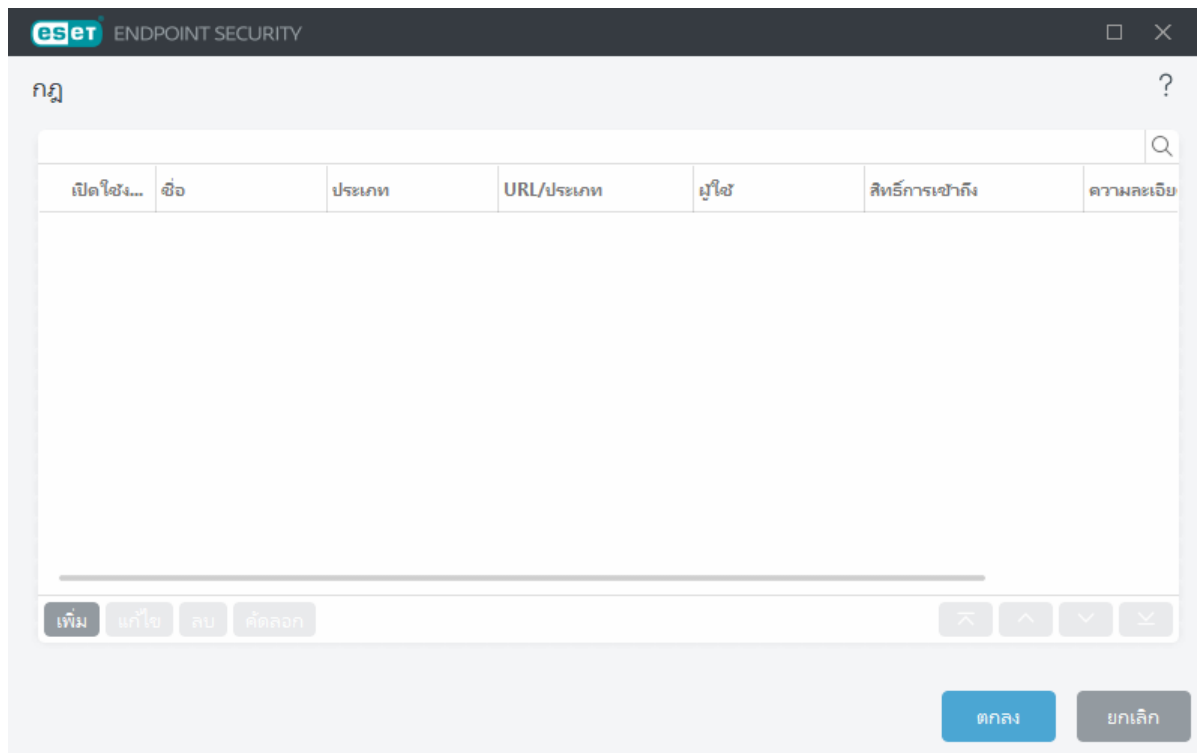 eset ENDPOINT SECURITY
กฎ
?
เปิดใช้ง... ชื่อ ประเภท URL/ประเภท ผู้ใช้ สิทธิ์การเข้าถึง ความละเอีย
เพิ่ม แก้ไข ลบ คัดลอก
ตกลง ยกเลิก